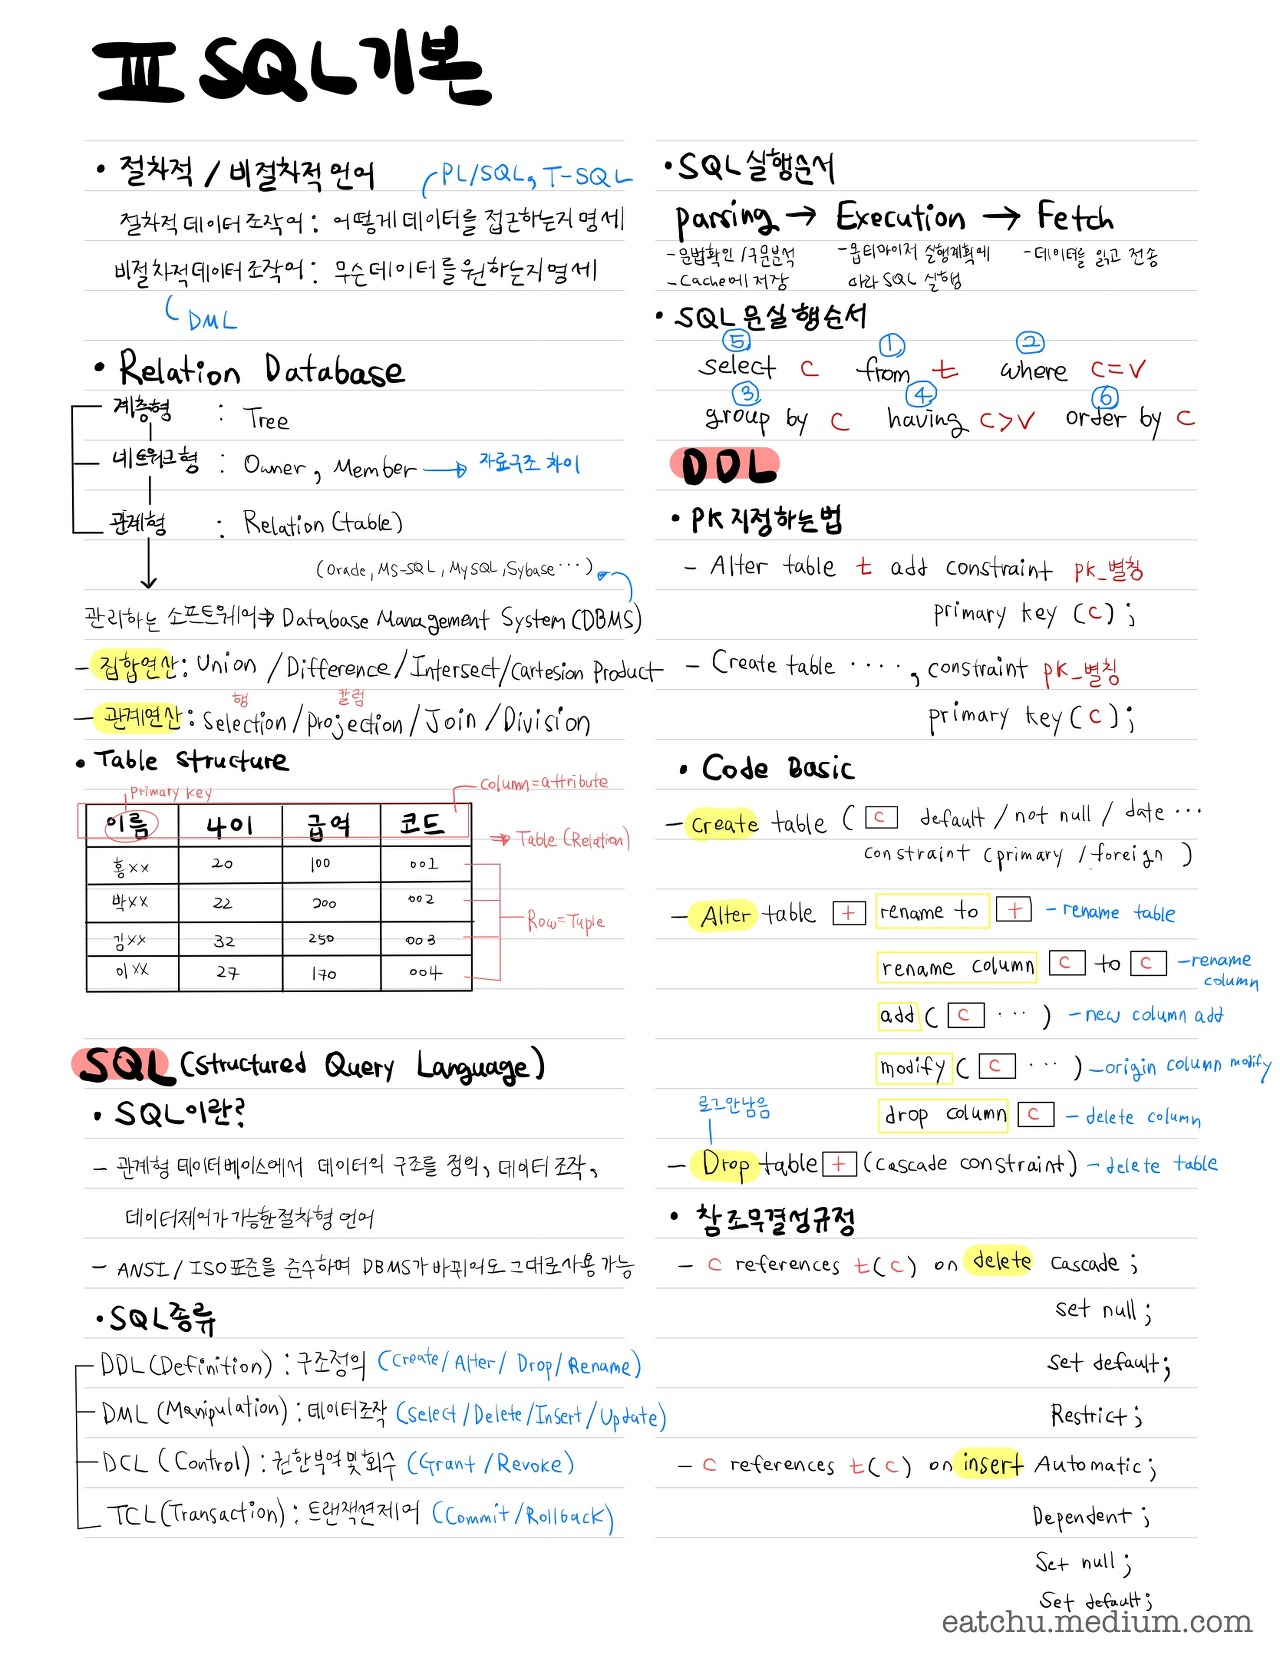 III SQL 기본
• 절차적 / 비절차적 언어 PL/SQL, T-SQL
절차적 데이터 조작어 : 어떻게 데이터를 접근하는지 명세
비절차적 데이터 조작어 : 무슨 데이터를 원하는지 명세
DML
• Relation Database
계층형 : Tree
네트워크형 : Owner, Member → 자료구조 차이
관계형 : Relation (table)
(Oracle, MS-SQL, MySQL, Sybase ···)
관리하는 소프트웨어 ⇒ Database Management System (DBMS)
- 집합연산 : Union / Difference / Intersect / Cartesion Product
행 칼럼
- 관계연산 : Selection / Projection / Join / Division
• Table Structure
Primary Key column = attribute
이름 나이 급여 코드
→ Table (Relation)
홍×× 20 100 001
박×× 22 200 002
Row = Tuple
김×× 32 250 003
이×× 27 170 004
SQL (Structured Query Language)
• SQL이란?
- 관계형 데이터베이스에서 데이터의 구조를 정의, 데이터 조작,
데이터제어가 가능한 절차형 언어
- ANSI / ISO 표준을 준수하며 DBMS가 바뀌어도 그대로 사용 가능
• SQL 종류
DDL (Definition) : 구조정의 (Create / Alter / Drop / Rename)
DML (Manipulation) : 데이터조작 (Select / Delete / Insert / Update)
DCL (Control) : 권한부여 및 회수 (Grant / Revoke)
TCL (Transaction) : 트랜잭션제어 (Commit / Rollback)
• SQL 실행순서
parsing → Execution → Fetch
- 문법확인 / 구문분석 - 옵티마이저 실행계획에 - 데이터를 읽고 전송
- Cache에 저장 따라 SQL 실행
• SQL 문 실행순서
⑤ ① ②
select c from t where c = v
③ ④ ⑥
group by c having c > v order by c
DDL
• PK 지정하는 법
- Alter table t add constraint pk_별칭
primary key (c);
- Create table ····, constraint pk_별칭
primary key (c);
• Code Basic
- Create table ( c default / not null / date ···
constraint (primary / foreign )
- Alter table t rename to t - rename table
rename column c to c - rename
column
add ( c ··· ) - new column add
modify ( c ··· ) - origin column modify
drop column c - delete column
로그안남음
- Drop table t (cascade constraint) - delete table
• 참조무결성규정
- c references t(c) on delete Cascade;
set null;
set default;
Restrict;
- c references t(c) on insert Automatic;
Dependent;
Set null;
Set default;
eatchu.medium.com